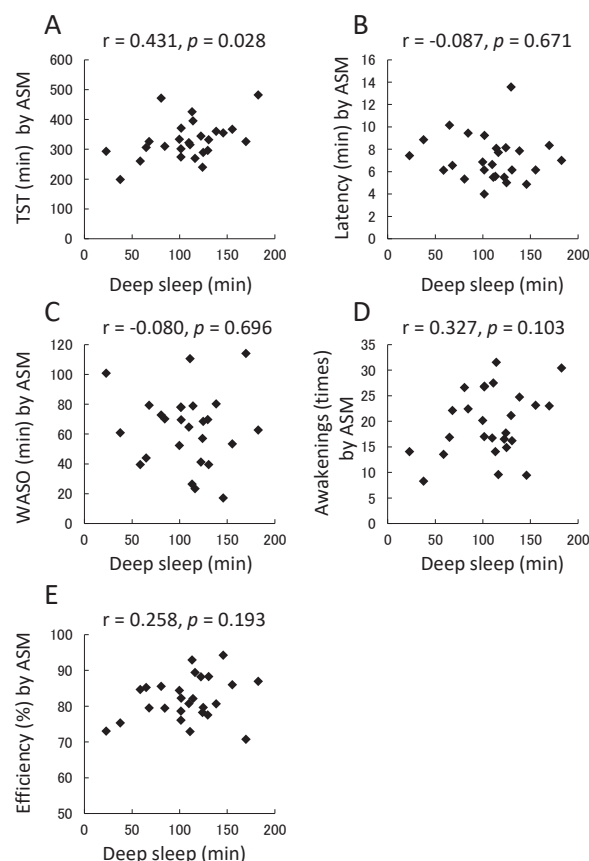 A
r = 0.431, p = 0.028
TST (min) by ASM
600
500
400
300
200
100
0
0 50 100 150 200
Deep sleep (min)
B
r = -0.087, p = 0.671
Latency (min) by ASM
16
14
12
10
8
6
4
2
0
0 50 100 150 200
Deep sleep (min)
C
r = -0.080, p = 0.696
WASO (min) by ASM
120
100
80
60
40
20
0
0 50 100 150 200
Deep sleep (min)
D
r = 0.327, p = 0.103
Awakenings (times)
by ASM
35
30
25
20
15
10
5
0
0 50 100 150 200
Deep sleep (min)
E
r = 0.258, p = 0.193
Efficiency (%) by ASM
100
90
80
70
60
50
0 50 100 150 200
Deep sleep (min)